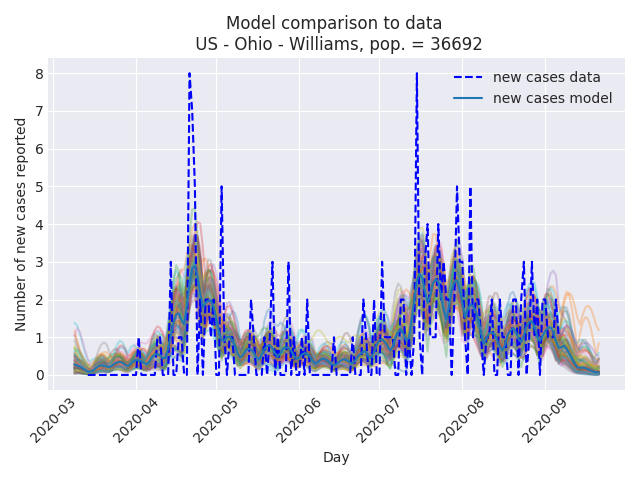 Model comparison to data
US - Ohio - Williams, pop. = 36692
new cases data
new cases model
Number of new cases reported
8
7
6
5
4
3
2
1
0
2020-03
2020-04
2020-05
2020-06
2020-07
2020-08
2020-09
Day